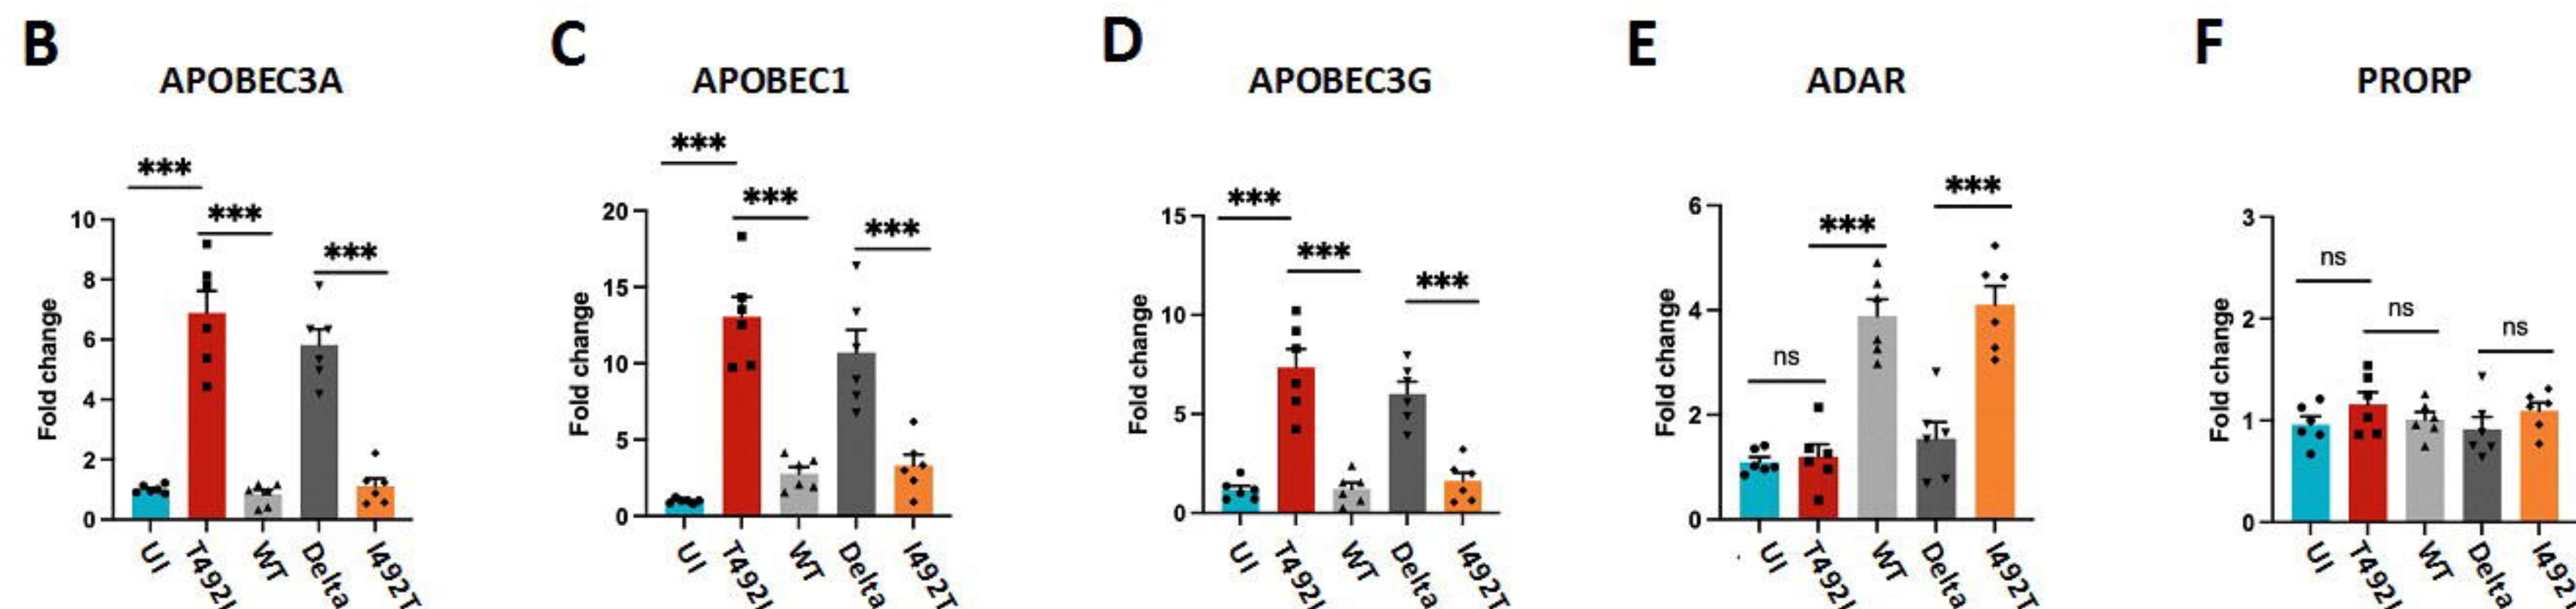 B
APOBEC3A
***
***
***
Fold change
10
8
6
4
2
0
UI
T492I
WT
Delta
I492T
C
APOBEC1
***
***
***
Fold change
20
15
10
5
0
UI
T492I
WT
Delta
I492T
D
APOBEC3G
***
***
***
Fold change
15
10
5
0
UI
T492I
WT
Delta
I492T
E
ADAR
ns
***
***
Fold change
6
4
2
0
UI
T492I
WT
Delta
I492T
F
PRORP
ns
ns
ns
Fold change
3
2
1
0
UI
T492I
WT
Delta
I492T